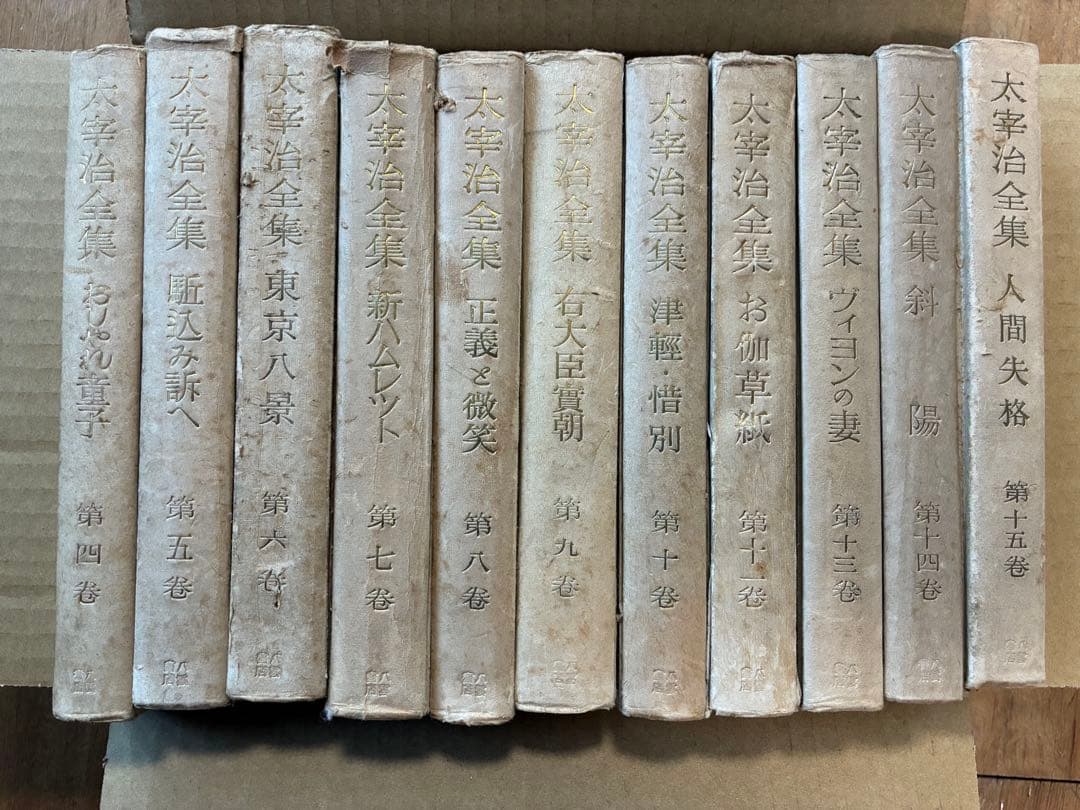 太宰治全集 おしゃれ童子 第四巻
太宰治全集 駈込み訴へ 第五巻
太宰治全集 東京八景 第六巻
太宰治全集 新ハムレット 第七巻
太宰治全集 正義と微笑 第八巻
太宰治全集 右大臣實朝 第九巻
太宰治全集 津輕・惜別 第十巻
太宰治全集 お伽草紙 第十一巻
太宰治全集 ヴィヨンの妻 第十三巻
太宰治全集 斜陽 第十四巻
太宰治全集 人間失格 第十五巻